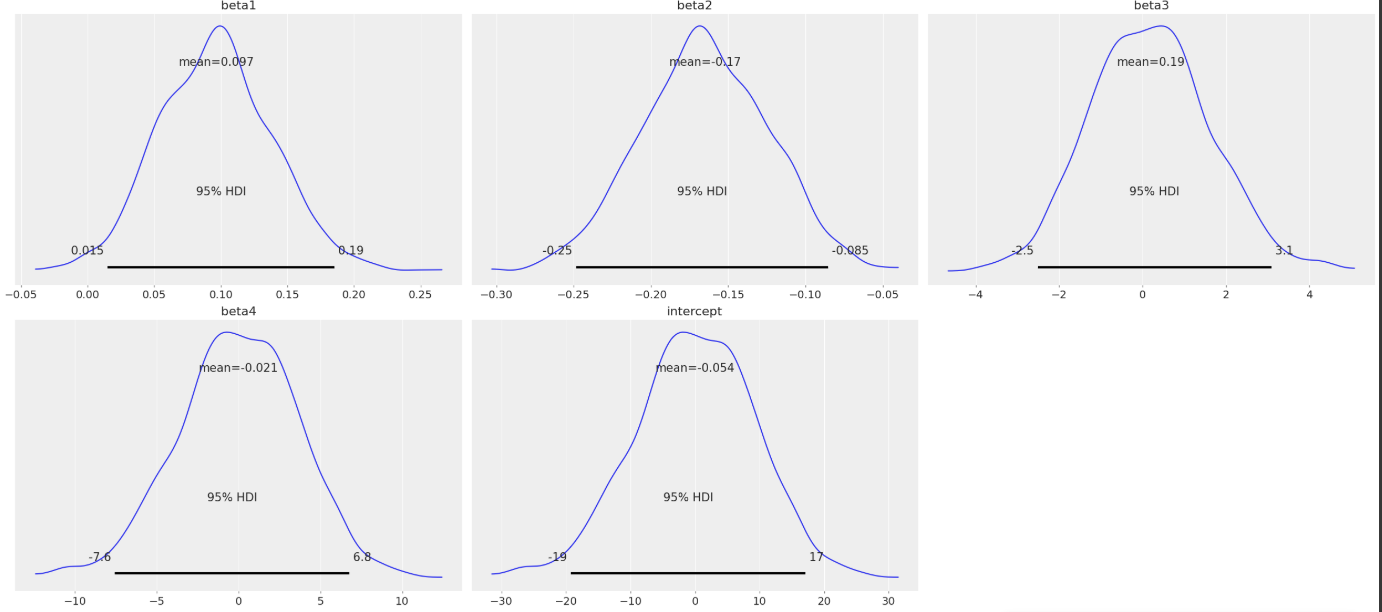 beta1
mean=0.097
95% HDI
0.015
0.19
−0.05 0.00 0.05 0.10 0.15 0.20 0.25
beta2
mean=-0.17
95% HDI
-0.25
-0.085
−0.30 −0.25 −0.20 −0.15 −0.10 −0.05
beta3
mean=0.19
95% HDI
-2.5
3.1
−4 −2 0 2 4
beta4
mean=-0.021
95% HDI
-7.6
6.8
−10 −5 0 5 10
intercept
mean=-0.054
95% HDI
-19
17
−30 −20 −10 0 10 20 30